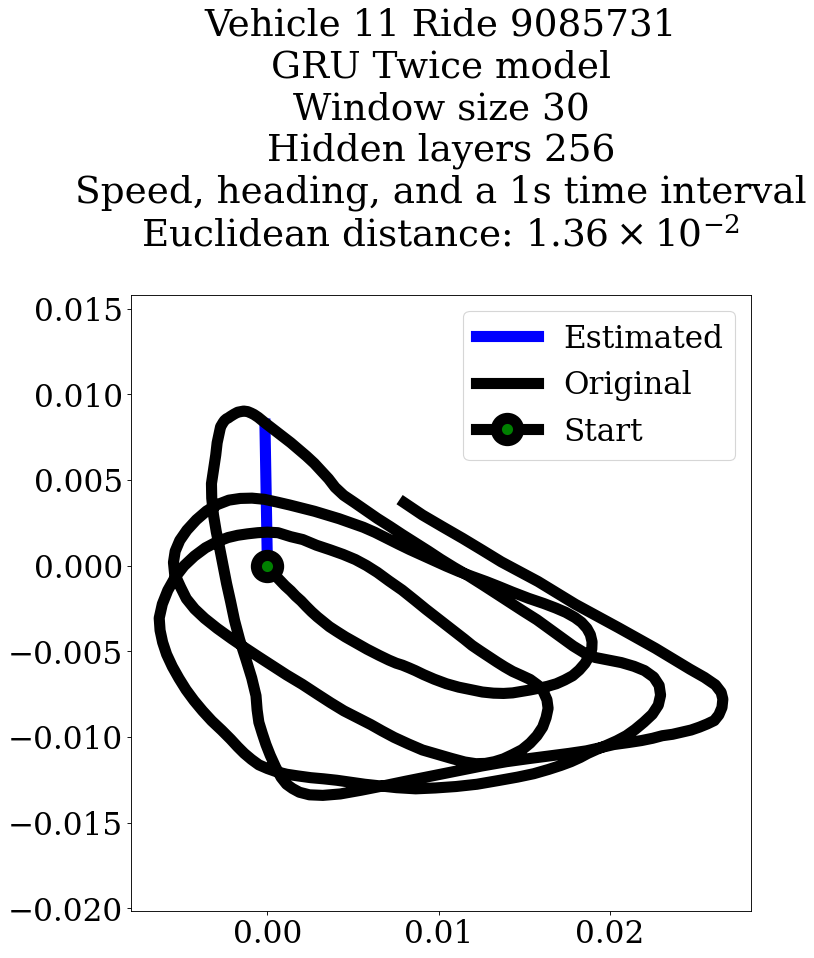 Vehicle 11 Ride 9085731
GRU Twice model
Window size 30
Hidden layers 256
Speed, heading, and a 1s time interval
Euclidean distance: 1.36 × 10⁻²
Estimated
Original
Start
0.015
0.010
0.005
0.000
−0.005
−0.010
−0.015
−0.020
0.00 0.01 0.02